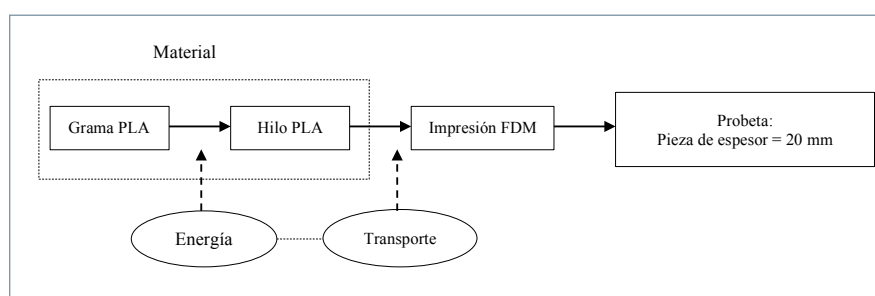 Material
Grama PLA
Hilo PLA
Impresión FDM
Probeta:
Pieza de espesor = 20 mm
Energía
Transporte